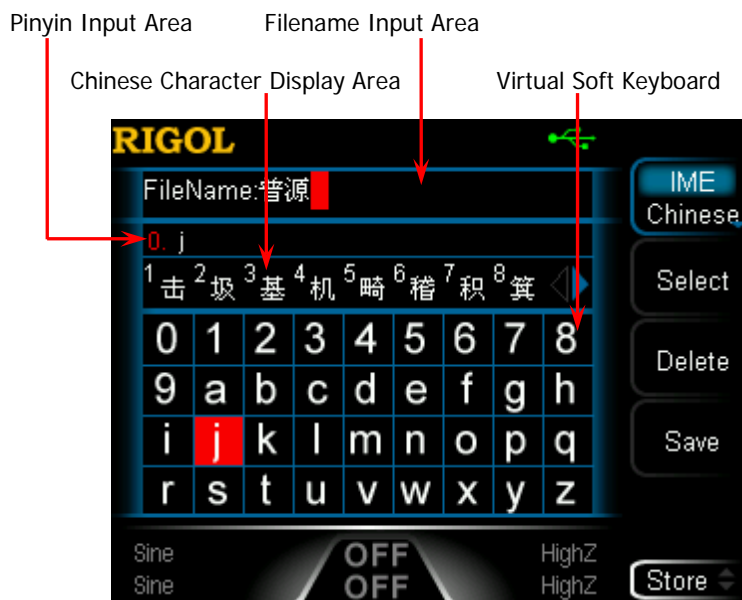 Pinyin Input Area Filename Input Area
Chinese Character Display Area Virtual Soft Keyboard
RIGOL
FileName:普源
IME
Chinese
0. j
1击 2圾 3基 4机 5畸 6稽 7积 8箕
Select
0 1 2 3 4 5 6 7 8
Delete
9 a b c d e f g h
i j k l m n o p q
Save
r s t u v w x y z
Sine OFF HighZ
Sine OFF HighZ
Store